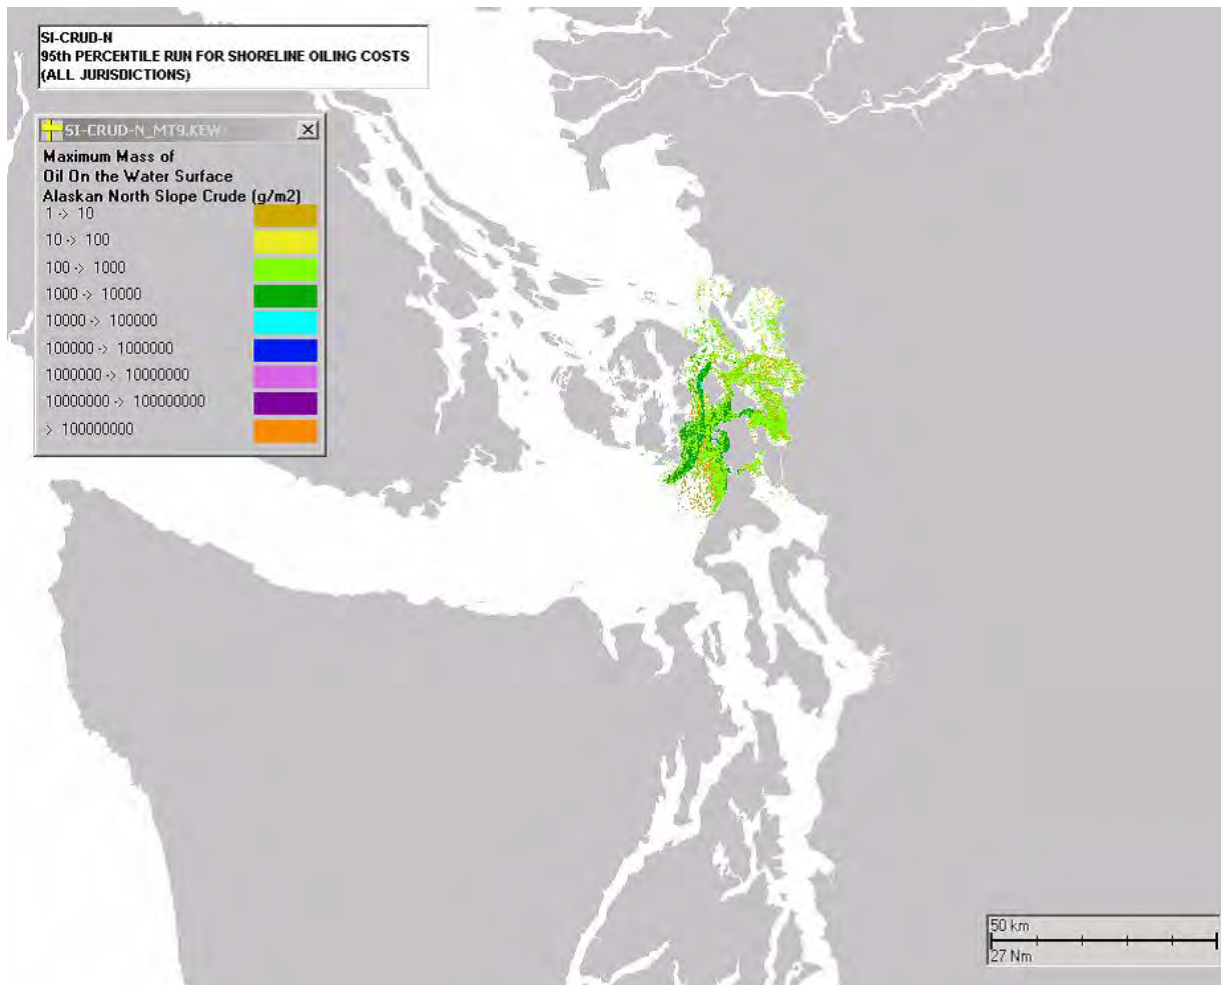 SI-CRUD-N
95th PERCENTILE RUN FOR SHORELINE OILING COSTS
(ALL JURISDICTIONS)
SI-CRUD-N_MT9.KEW
Maximum Mass of
Oil On the Water Surface
Alaskan North Slope Crude (g/m2)
1 -> 10
10 -> 100
100 -> 1000
1000 -> 10000
10000 -> 100000
100000 -> 1000000
1000000 -> 10000000
10000000 -> 100000000
> 100000000
50 km
27 Nm